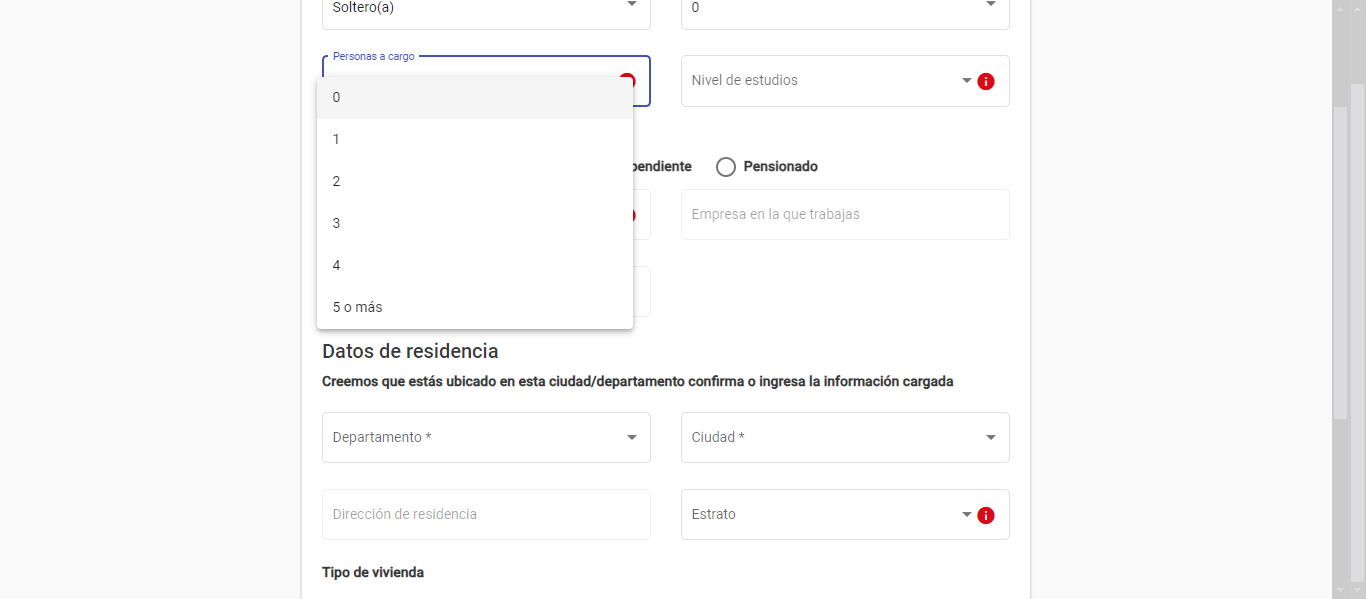 Soltero(a)
0
Personas a cargo
Nivel de estudios
0
1
2
3
4
5 o más
Pensionado
Empresa en la que trabajas
Datos de residencia
Creemos que estás ubicado en esta ciudad/departamento confirma o ingresa la información cargada
Departamento *
Ciudad *
Dirección de residencia
Estrato
Tipo de vivienda